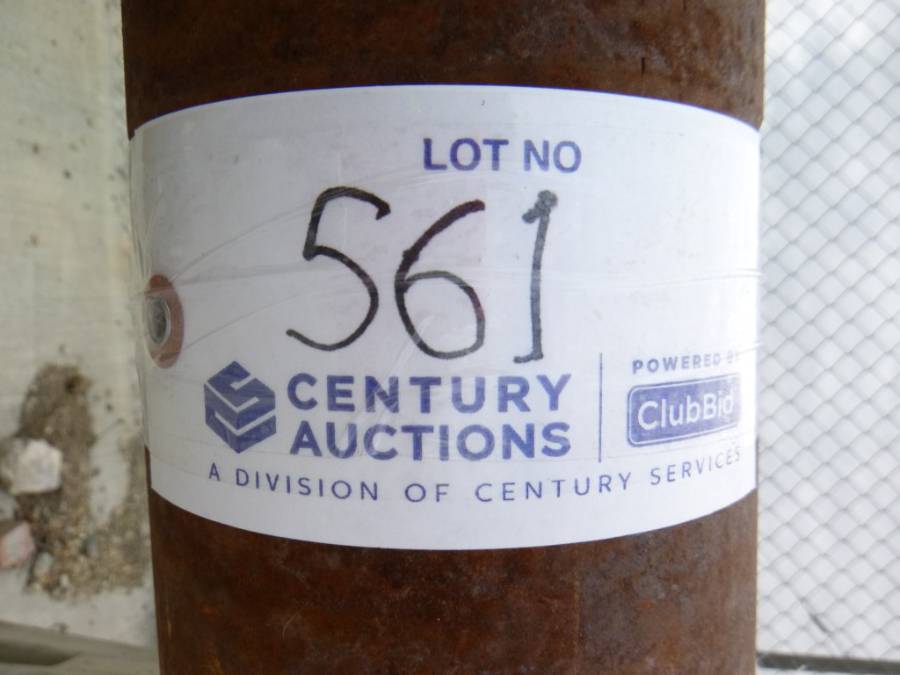 LOT NO
561
CENTURY
AUCTIONS
POWERED BY
ClubBid
A DIVISION OF CENTURY SERVICES